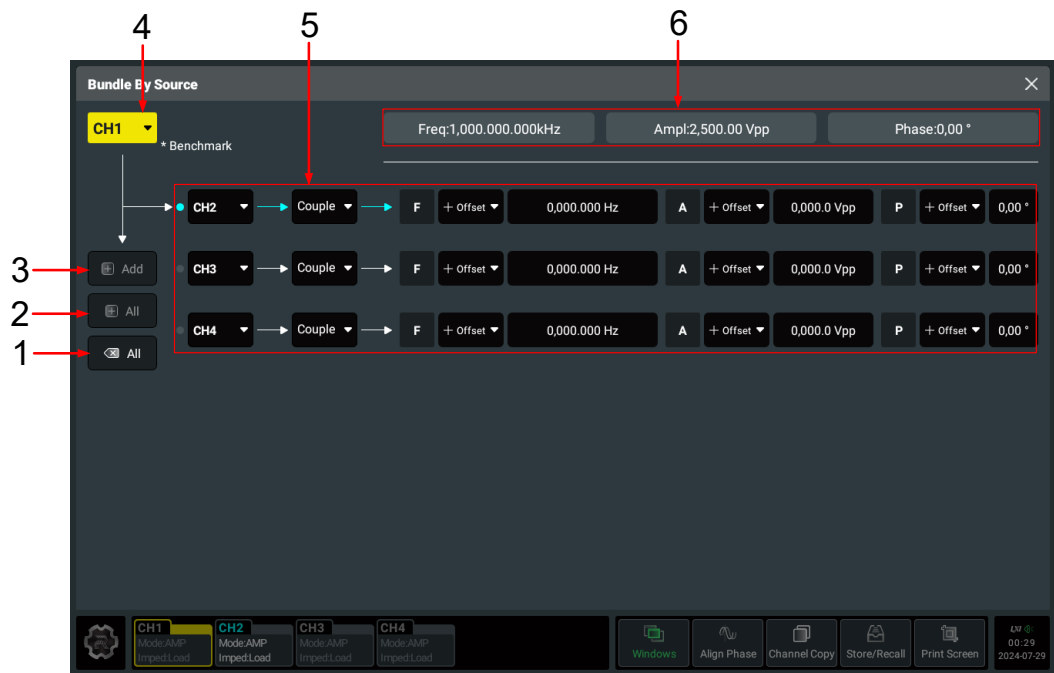 4 5 6
Bundle By Source
CH1
* Benchmark
Freq:1,000.000.000kHz Ampl:2,500.00 Vpp Phase:0,00 °
CH2 Couple F + Offset 0,000.000 Hz A + Offset 0,000.0 Vpp P + Offset 0,00 °
3 Add CH3 Couple F + Offset 0,000.000 Hz A + Offset 0,000.0 Vpp P + Offset 0,00 °
2 All
CH4 Couple F + Offset 0,000.000 Hz A + Offset 0,000.0 Vpp P + Offset 0,00 °
1 All
CH1 CH2 CH3 CH4
Mode:AMP Mode:AMP Mode:AMP Mode:AMP
Imped:Load Imped:Load Imped:Load Imped:Load
Windows Align Phase Channel Copy Store/Recall Print Screen
LXI
00:29
2024-07-29